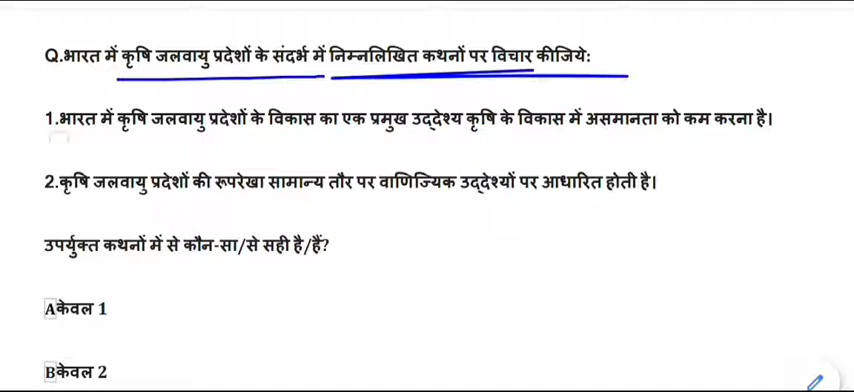 Q.भारत में कृषि जलवायु प्रदेशों के संदर्भ में निम्नलिखित कथनों पर विचार कीजिये:
1.भारत में कृषि जलवायु प्रदेशों के विकास का एक प्रमुख उद्देश्य कृषि के विकास में असमानता को कम करना है।
2.कृषि जलवायु प्रदेशों की रूपरेखा सामान्य तौर पर वाणिज्यिक उद्देश्यों पर आधारित होती है।
उपर्युक्त कथनों में से कौन-सा/से सही है/हैं?
Aकेवल 1
Bकेवल 2